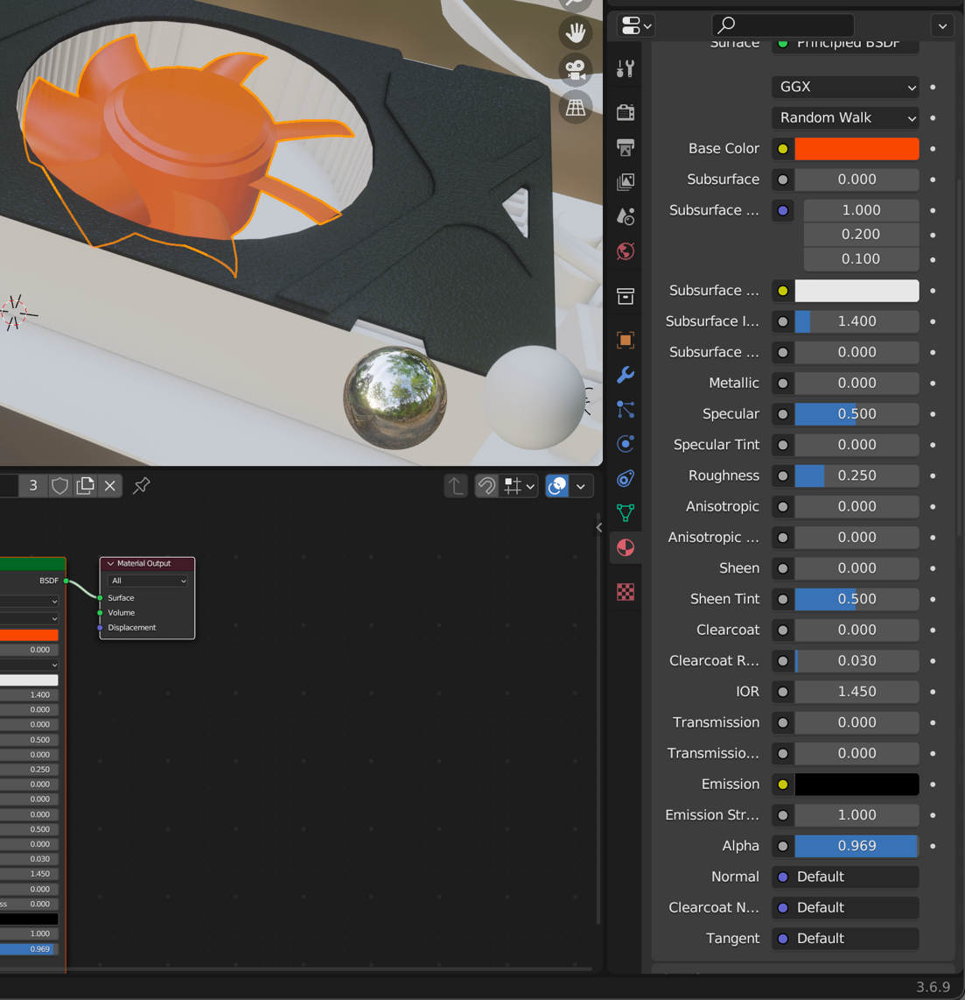 Surface Principled BSDF
GGX
Random Walk
Base Color
Subsurface 0.000
Subsurface ... 1.000
0.200
0.100
Subsurface ...
Subsurface I... 1.400
Subsurface ... 0.000
Metallic 0.000
Specular 0.500
Specular Tint 0.000
Roughness 0.250
Anisotropic 0.000
Anisotropic ... 0.000
Sheen 0.000
Sheen Tint 0.500
Clearcoat 0.000
Clearcoat R... 0.030
IOR 1.450
Transmission 0.000
Transmissio... 0.000
Emission
Emission Str... 1.000
Alpha 0.969
Normal Default
Clearcoat N... Default
Tangent Default
3
BSDF
0.000
1.400
0.000
0.000
0.500
0.000
0.250
0.000
0.000
0.000
0.500
0.000
0.030
1.450
0.000
ss 0.000
1.000
0.969
Material Output
All
Surface
Volume
Displacement
3.6.9